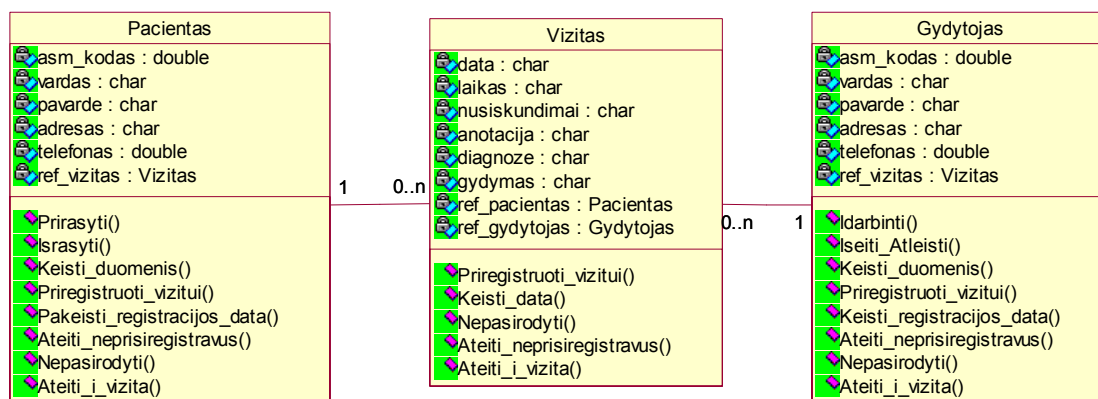 Pacientas
asm_kodas : double
vardas : char
pavarde : char
adresas : char
telefonas : double
ref_vizitas : Vizitas
Prirasyti()
Israsyti()
Keisti_duomenis()
Priregistruoti_vizitui()
Pakeisti_registracijos_data()
Ateiti_neprisiregistravus()
Nepasirodyti()
Ateiti_i_vizita()
1
0..n
Vizitas
data : char
laikas : char
nusiskundimai : char
anotacija : char
diagnoze : char
gydymas : char
ref_pacientas : Pacientas
ref_gydytojas : Gydytojas
Priregistruoti_vizitui()
Keisti_data()
Nepasirodyti()
Ateiti_neprisiregistravus()
Ateiti_i_vizita()
0..n
1
Gydytojas
asm_kodas : double
vardas : char
pavarde : char
adresas : char
telefonas : double
ref_vizitas : Vizitas
Idarbinti()
Iseiti_Atleisti()
Keisti_duomenis()
Priregistruoti_vizitui()
Keisti_registracijos_data()
Ateiti_neprisiregistravus()
Nepasirodyti()
Ateiti_i_vizita()